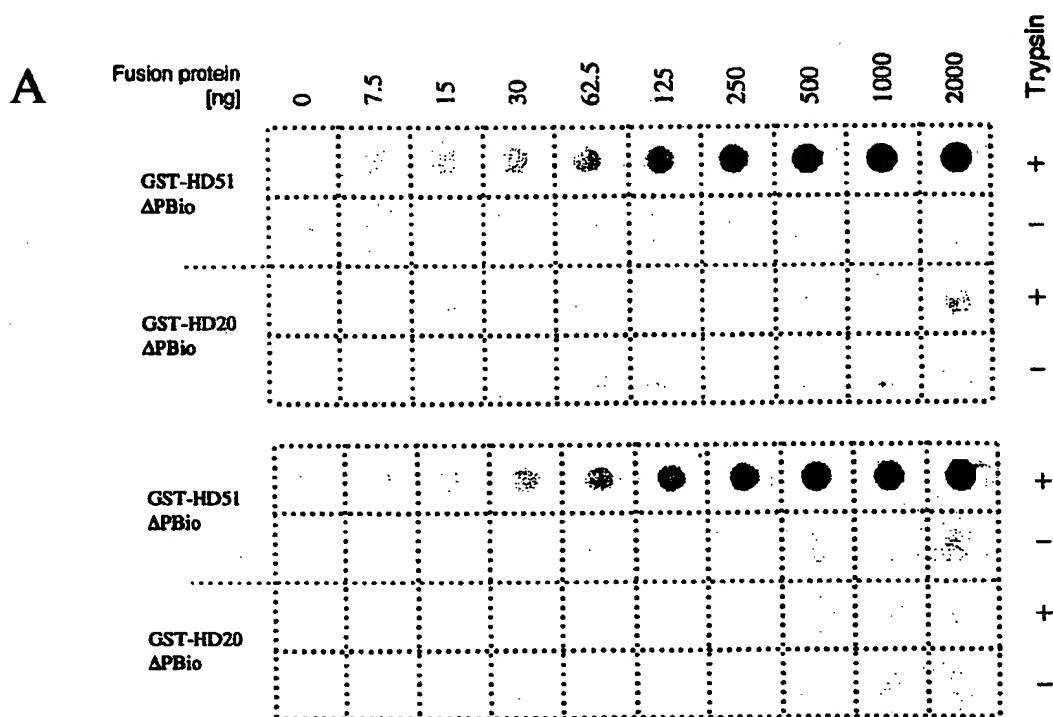 A
Fusion protein
[ng]
0 7.5 15 30 62.5 125 250 500 1000 2000
Trypsin
GST-HD51
ΔPBio
+
−
GST-HD20
ΔPBio
+
−
GST-HD51
ΔPBio
+
−
GST-HD20
ΔPBio
+
−